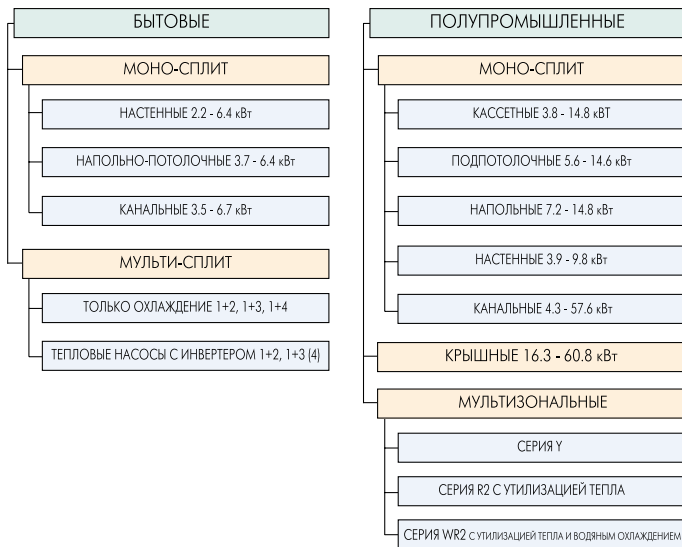 БЫТОВЫЕ
МОНО-СПЛИТ
НАСТЕННЫЕ 2.2 - 6.4 кВт
НАПОЛЬНО-ПОТОЛОЧНЫЕ 3.7 - 6.4 кВт
КАНАЛЬНЫЕ 3.5 - 6.7 кВт
МУЛЬТИ-СПЛИТ
ТОЛЬКО ОХЛАЖДЕНИЕ 1+2, 1+3, 1+4
ТЕПЛОВЫЕ НАСОСЫ С ИНВЕРТЕРОМ 1+2, 1+3 (4)
ПОЛУПРОМЫШЛЕННЫЕ
МОНО-СПЛИТ
КАССЕТНЫЕ 3.8 - 14.8 КВТ
ПОДПОТОЛОЧНЫЕ 5.6 - 14.6 кВт
НАПОЛЬНЫЕ 7.2 - 14.8 кВт
НАСТЕННЫЕ 3.9 - 9.8 кВт
КАНАЛЬНЫЕ 4.3 - 57.6 кВт
КРЫШНЫЕ 16.3 - 60.8 кВт
МУЛЬТИЗОНАЛЬНЫЕ
СЕРИЯ Y
СЕРИЯ R2 С УТИЛИЗАЦИЕЙ ТЕПЛА
СЕРИЯ WR2 С УТИЛИЗАЦИЕЙ ТЕПЛА И ВОДЯНЫМ ОХЛАЖДЕНИЕМ